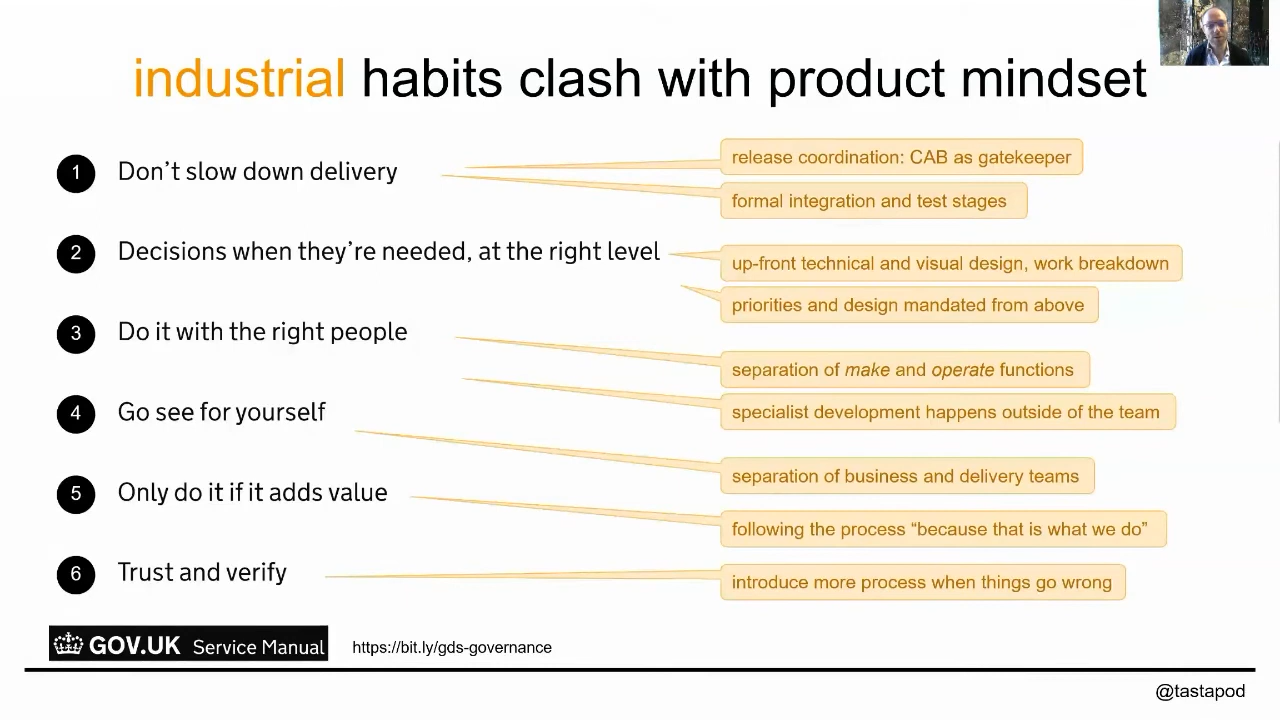 industrial habits clash with product mindset
1 Don’t slow down delivery
release coordination: CAB as gatekeeper
formal integration and test stages
2 Decisions when they’re needed, at the right level
up-front technical and visual design, work breakdown
priorities and design mandated from above
3 Do it with the right people
separation of make and operate functions
specialist development happens outside of the team
4 Go see for yourself
separation of business and delivery teams
5 Only do it if it adds value
following the process “because that is what we do”
6 Trust and verify
introduce more process when things go wrong
GOV.UK Service Manual
https://bit.ly/gds-governance
@tastapod